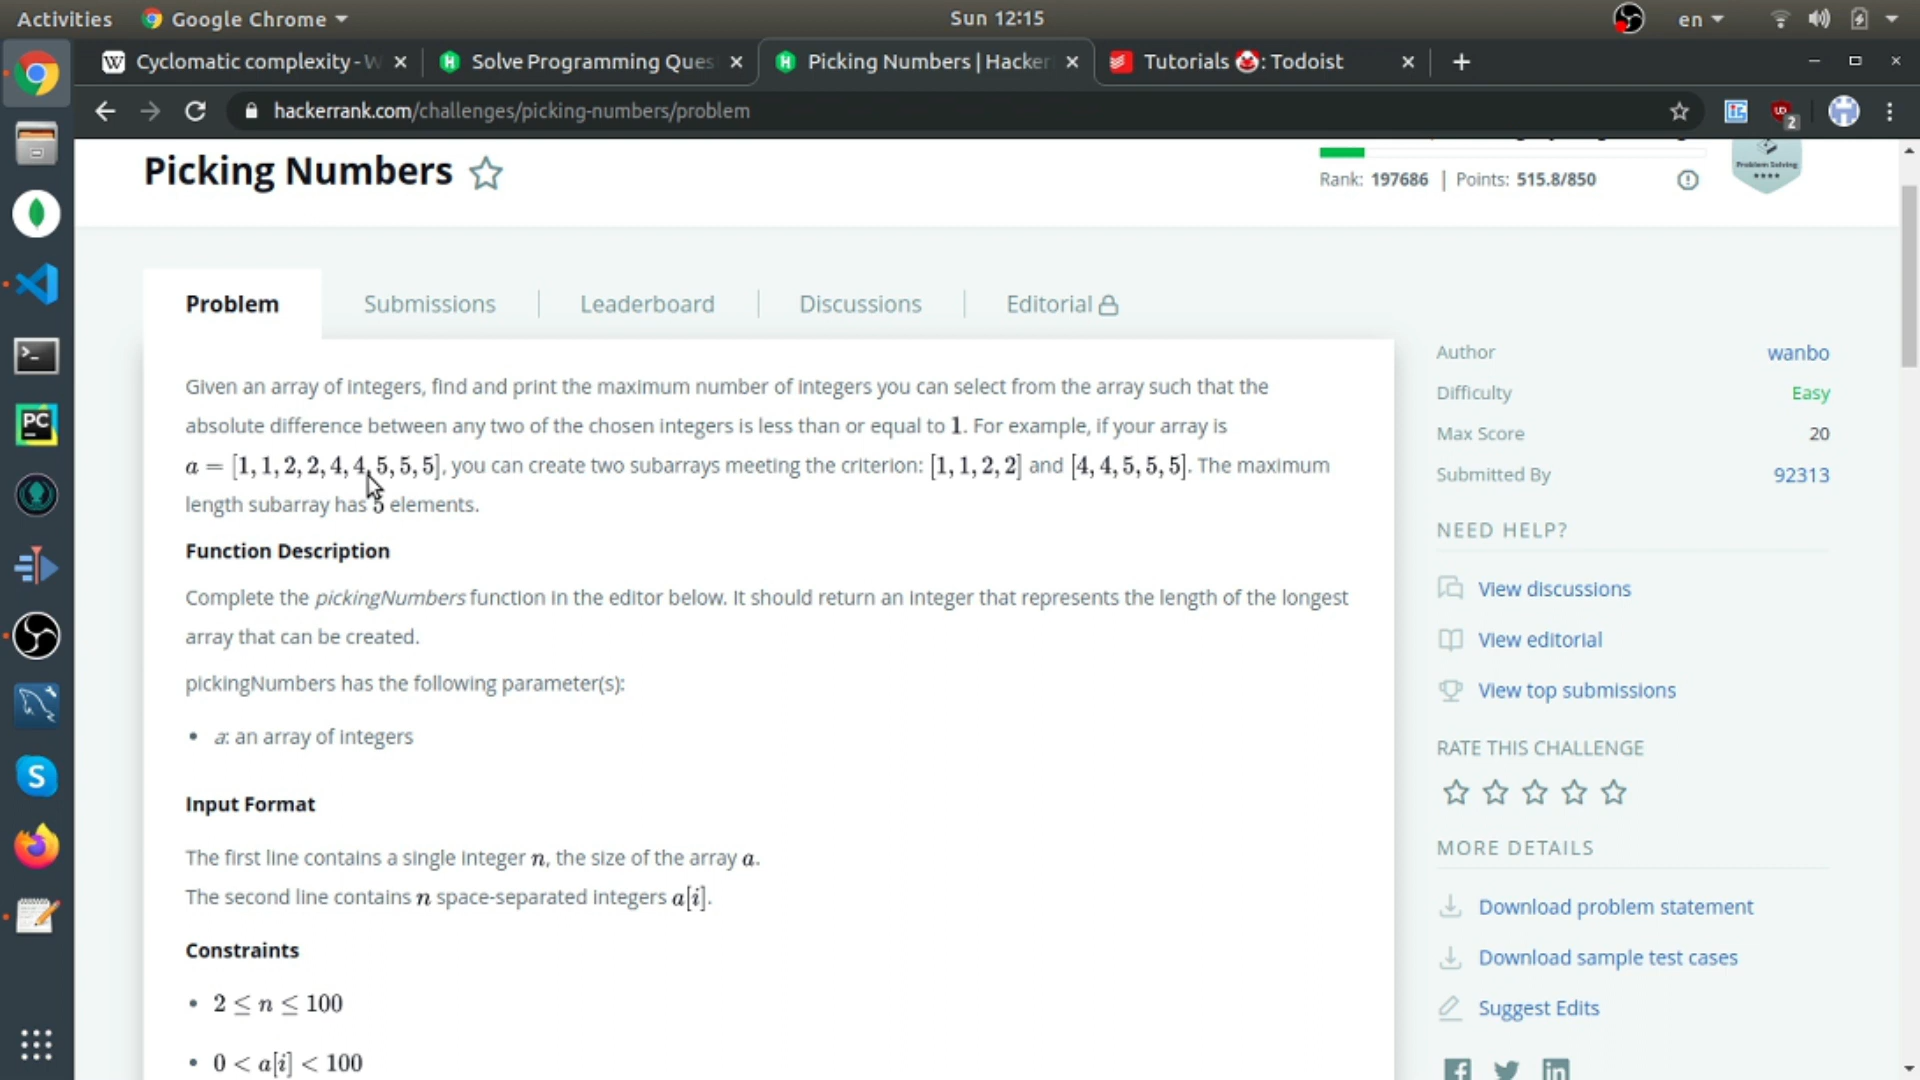 Activities Google Chrome Sun 12:15 en
Cyclomatic complexity - W Solve Programming Ques Picking Numbers | Hacker Tutorials : Todoist
hackerrank.com/challenges/picking-numbers/problem 2
Picking Numbers
Rank: 197686 | Points: 515.8/850
Problem Solving
Problem Submissions Leaderboard Discussions Editorial
Given an array of integers, find and print the maximum number of integers you can select from the array such that the
absolute difference between any two of the chosen integers is less than or equal to 1. For example, if your array is
a = [1, 1, 2, 2, 4, 4, 5, 5, 5], you can create two subarrays meeting the criterion: [1, 1, 2, 2] and [4, 4, 5, 5, 5]. The maximum
length subarray has 5 elements.
Function Description
Complete the pickingNumbers function in the editor below. It should return an integer that represents the length of the longest
array that can be created.
pickingNumbers has the following parameter(s):
• a: an array of integers
Input Format
The first line contains a single integer n, the size of the array a.
The second line contains n space-separated integers a[i].
Constraints
• 2 ≤ n ≤ 100
• 0 < a[i] < 100
Author wanbo
Difficulty Easy
Max Score 20
Submitted By 92313
NEED HELP?
View discussions
View editorial
View top submissions
RATE THIS CHALLENGE
MORE DETAILS
Download problem statement
Download sample test cases
Suggest Edits